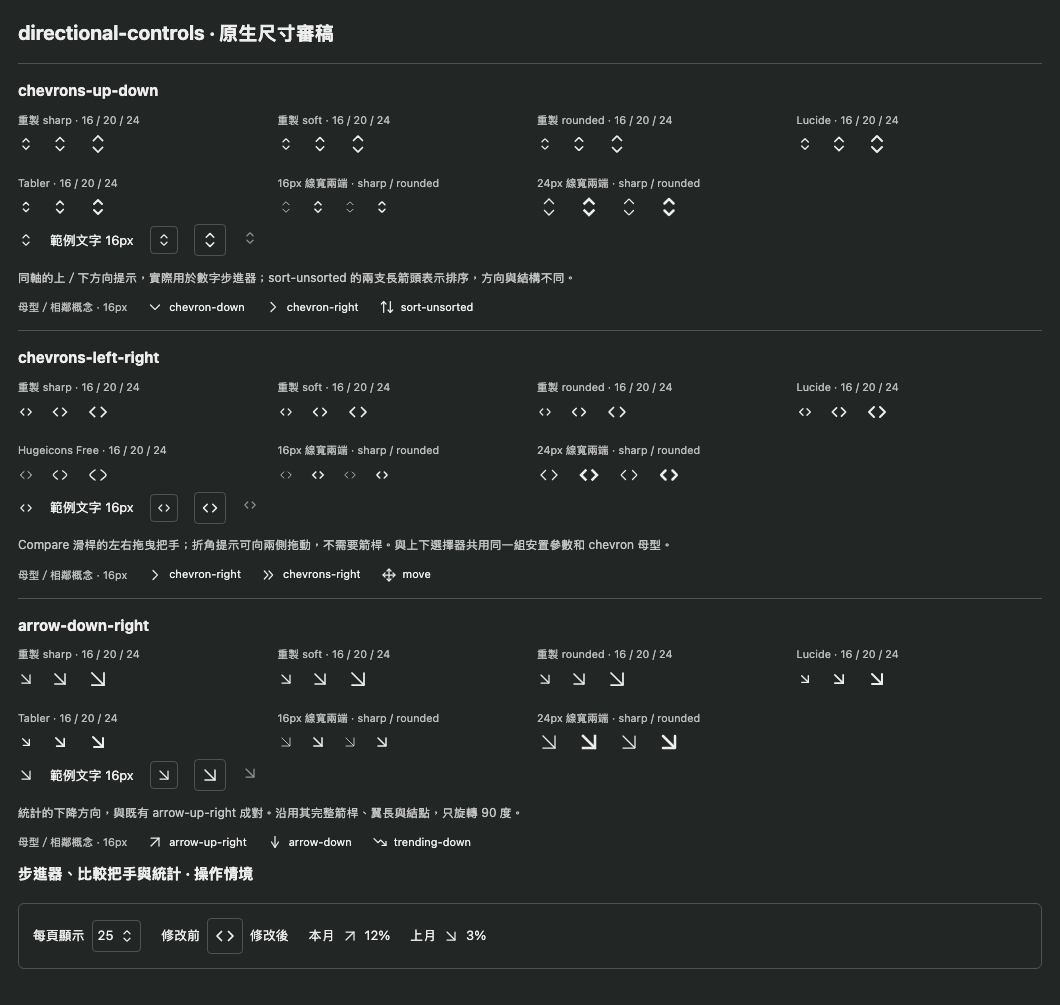 directional-controls · 原生尺寸審稿
chevrons-up-down
重製 sharp · 16 / 20 / 24
重製 soft · 16 / 20 / 24
重製 rounded · 16 / 20 / 24
Lucide · 16 / 20 / 24
Tabler · 16 / 20 / 24
16px 線寬兩端 · sharp / rounded
24px 線寬兩端 · sharp / rounded
範例文字 16px
同軸的上 / 下方向提示，實際用於數字步進器；sort-unsorted 的兩支長箭頭表示排序，方向與結構不同。
母型 / 相鄰概念 · 16px chevron-down chevron-right sort-unsorted
chevrons-left-right
重製 sharp · 16 / 20 / 24
重製 soft · 16 / 20 / 24
重製 rounded · 16 / 20 / 24
Lucide · 16 / 20 / 24
Hugeicons Free · 16 / 20 / 24
16px 線寬兩端 · sharp / rounded
24px 線寬兩端 · sharp / rounded
範例文字 16px
Compare 滑桿的左右拖曳把手；折角提示可向兩側拖動，不需要箭桿。與上下選擇器共用同一組安置參數和 chevron 母型。
母型 / 相鄰概念 · 16px chevron-right chevrons-right move
arrow-down-right
重製 sharp · 16 / 20 / 24
重製 soft · 16 / 20 / 24
重製 rounded · 16 / 20 / 24
Lucide · 16 / 20 / 24
Tabler · 16 / 20 / 24
16px 線寬兩端 · sharp / rounded
24px 線寬兩端 · sharp / rounded
範例文字 16px
統計的下降方向，與既有 arrow-up-right 成對。沿用其完整箭桿、翼長與結點，只旋轉 90 度。
母型 / 相鄰概念 · 16px arrow-up-right arrow-down trending-down
步進器、比較把手與統計 · 操作情境
每頁顯示 25 修改前 修改後 本月 12% 上月 3%